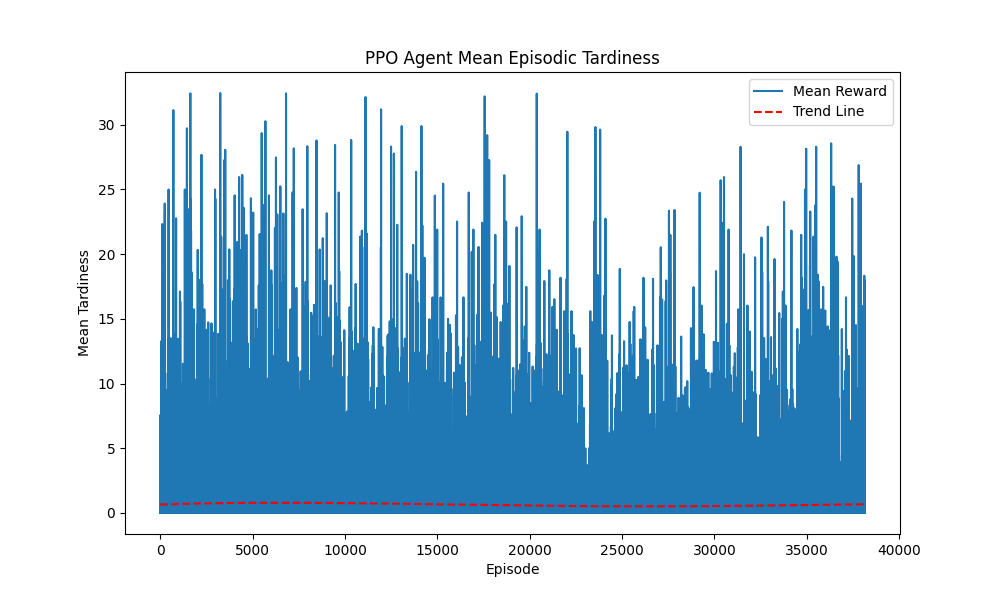 PPO Agent Mean Episodic Tardiness
Mean Reward
Trend Line
Mean Tardiness
30
25
20
15
10
5
0
0 5000 10000 15000 20000 25000 30000 35000 40000
Episode